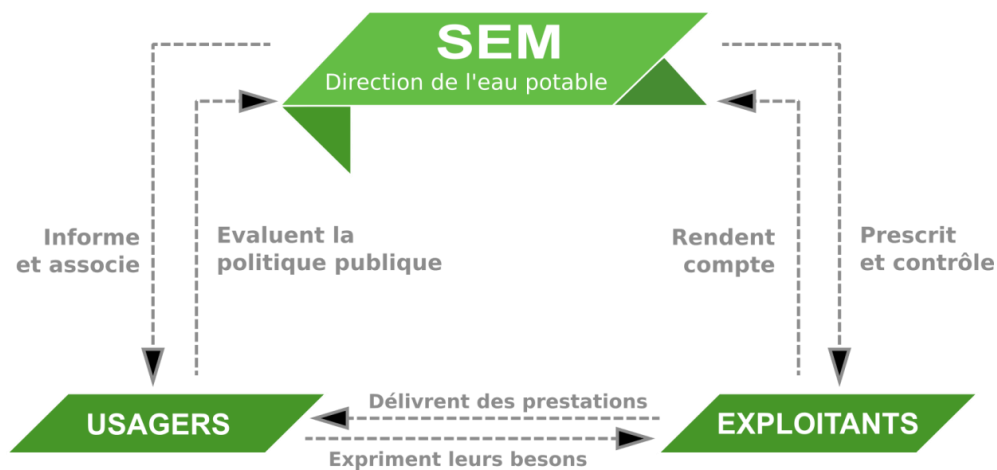 SEM
Direction de l'eau potable
Informe
et associe
Evaluent la
politique publique
Rendent
compte
Prescrit
et contrôle
Délivrent des prestations
USAGERS
EXPLOITANTS
Expriment leurs besons